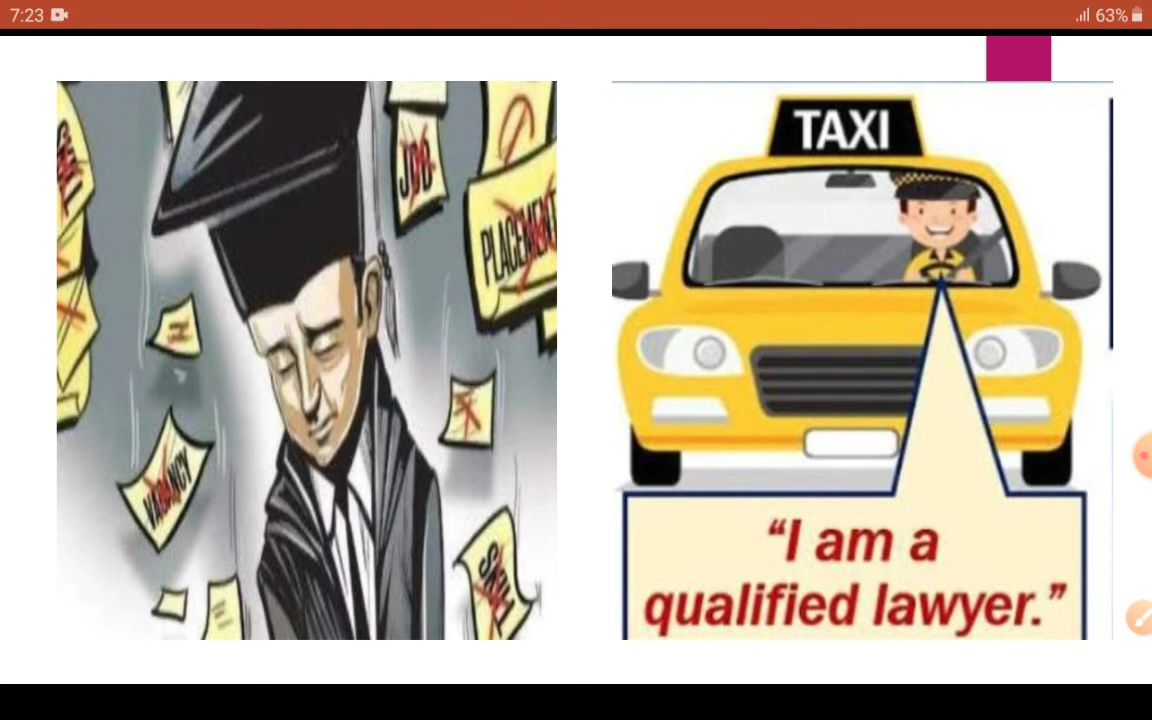 7:23
63%
JOB
PLACEMENT
VACANCY
TAXI
“I am a
qualified lawyer.”